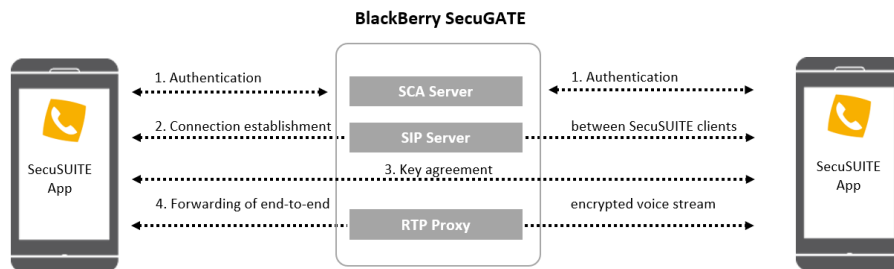 BlackBerry SecuGATE
1. Authentication
SCA Server
1. Authentication
2. Connection establishment
SIP Server
between SecuSUITE clients
3. Key agreement
SecuSUITE
App
SecuSUITE
App
4. Forwarding of end-to-end
RTP Proxy
encrypted voice stream